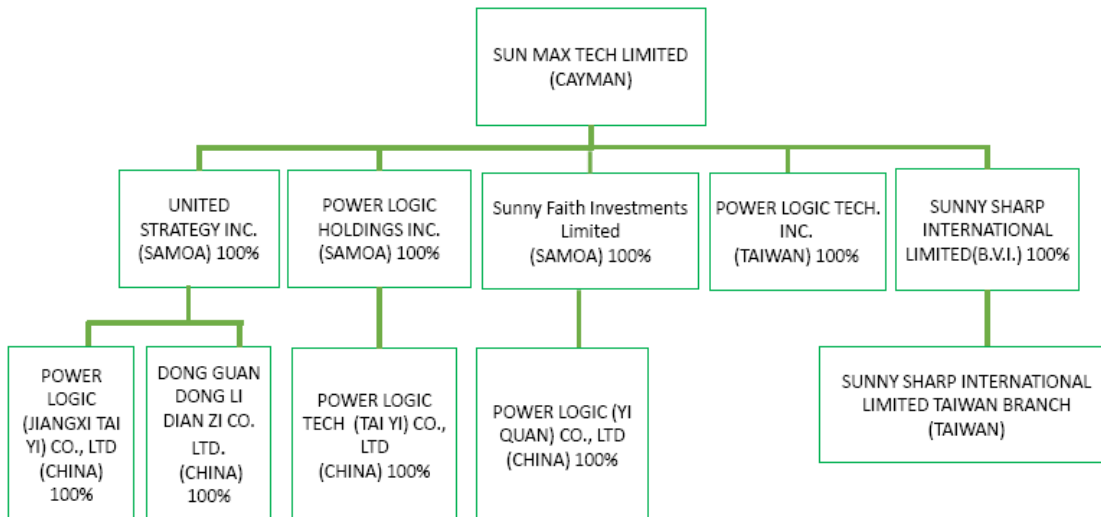 SUN MAX TECH LIMITED
(CAYMAN)
UNITED
STRATEGY INC.
(SAMOA) 100%
POWER LOGIC
HOLDINGS INC.
(SAMOA) 100%
Sunny Faith Investments
Limited
(SAMOA) 100%
POWER LOGIC TECH.
INC.
(TAIWAN) 100%
SUNNY SHARP
INTERNATIONAL
LIMITED(B.V.I.) 100%
POWER
LOGIC
(JIANGXI TAI
YI) CO., LTD
(CHINA)
100%
DONG GUAN
DONG LI
DIAN ZI CO.
LTD.
(CHINA)
100%
POWER LOGIC
TECH (TAI YI) CO.,
LTD
(CHINA) 100%
POWER LOGIC (YI
QUAN) CO., LTD
(CHINA) 100%
SUNNY SHARP INTERNATIONAL
LIMITED TAIWAN BRANCH
(TAIWAN)